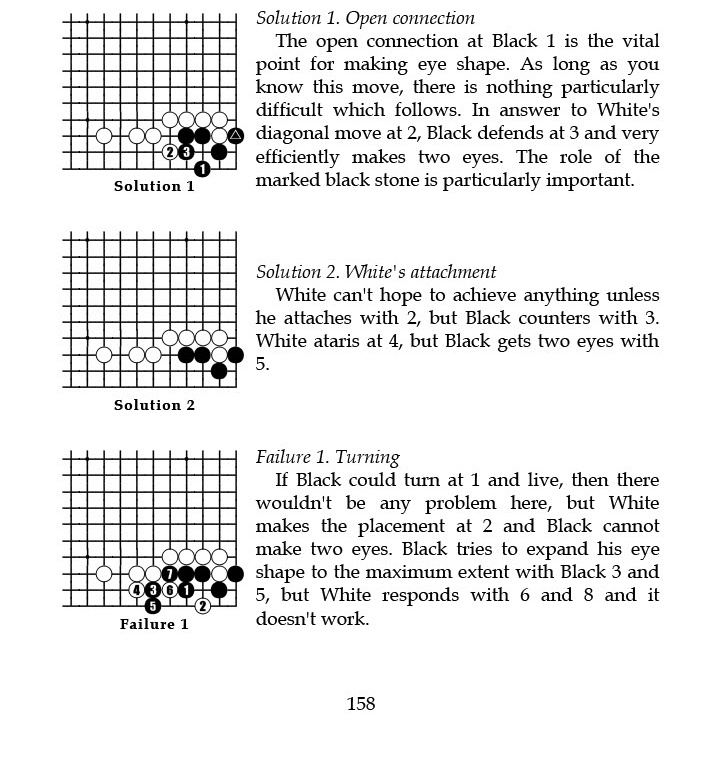 Solution 1. Open connection
The open connection at Black 1 is the vital
point for making eye shape. As long as you
know this move, there is nothing particularly
difficult which follows. In answer to White's
diagonal move at 2, Black defends at 3 and very
efficiently makes two eyes. The role of the
marked black stone is particularly important.
2 3
1
Solution 1
Solution 2. White's attachment
White can't hope to achieve anything unless
he attaches with 2, but Black counters with 3.
White ataris at 4, but Black gets two eyes with
5.
Solution 2
Failure 1. Turning
If Black could turn at 1 and live, then there
wouldn't be any problem here, but White
makes the placement at 2 and Black cannot
make two eyes. Black tries to expand his eye
shape to the maximum extent with Black 3 and
5, but White responds with 6 and 8 and it
doesn't work.
7
4 3 6 1
5 2
Failure 1
158